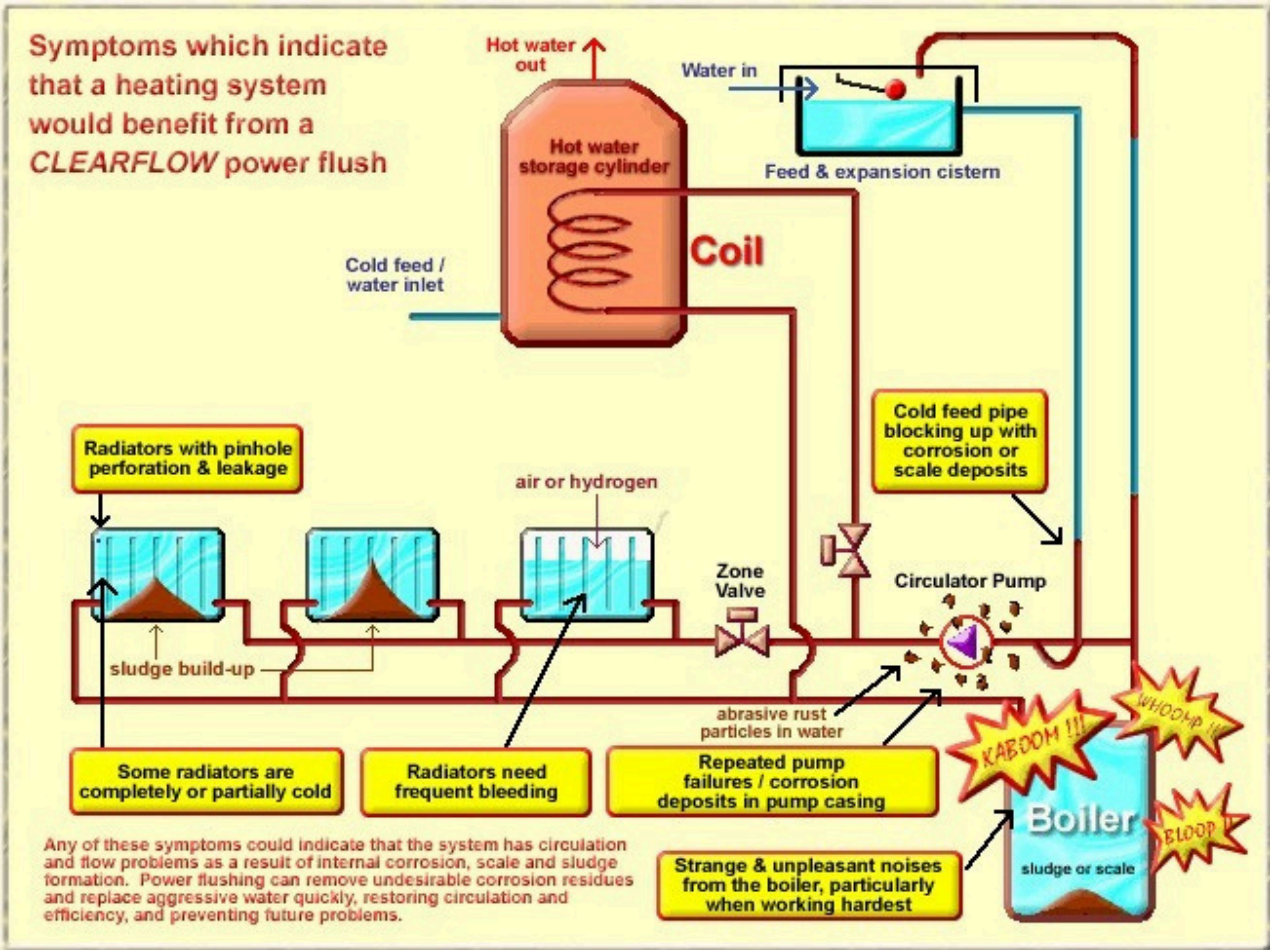 Symptoms which indicate
that a heating system
would benefit from a
CLEARFLOW power flush
Hot water
out
Water in
Hot water
storage cylinder
Feed & expansion cistern
Coil
Cold feed /
water inlet
Cold feed pipe
blocking up with
corrosion or
scale deposits
Radiators with pinhole
perforation & leakage
air or hydrogen
Zone
Valve
Circulator Pump
sludge build-up
abrasive rust
particles in water
KABOOM !!!
WHOOMP !!!
Some radiators are
completely or partially cold
Radiators need
frequent bleeding
Repeated pump
failures / corrosion
deposits in pump casing
Boiler
BLOOP !
sludge or scale
Strange & unpleasant noises
from the boiler, particularly
when working hardest
Any of these symptoms could indicate that the system has circulation
and flow problems as a result of internal corrosion, scale and sludge
formation. Power flushing can remove undesirable corrosion residues
and replace aggressive water quickly, restoring circulation and
efficiency, and preventing future problems.